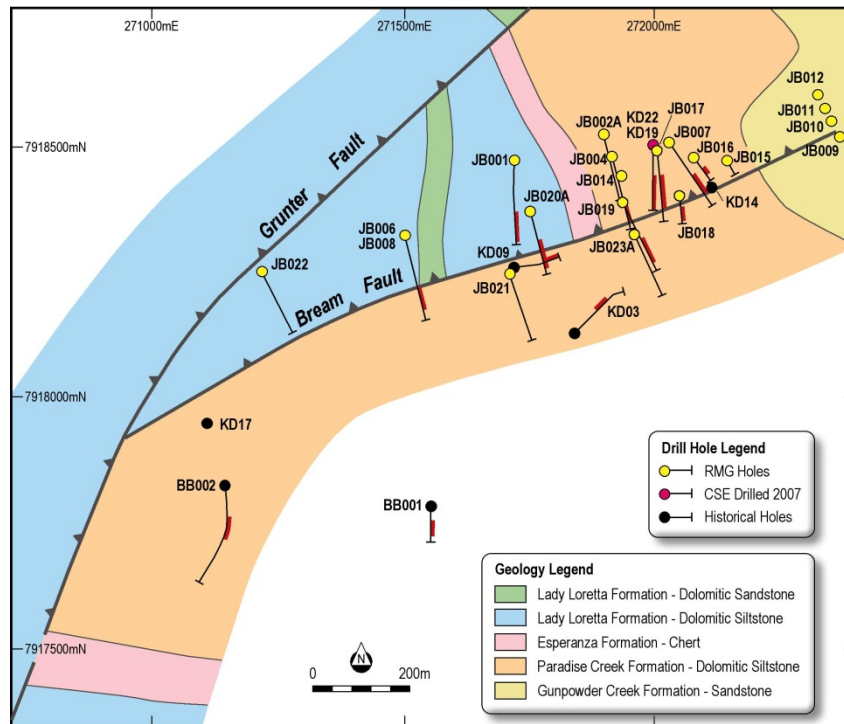 271000mE
271500mE
272000mE
7918500mN
7918000mN
7917500mN
JB012
JB011
JB010
JB009
JB017
KD22
KD19
JB002A
JB007
JB016
JB015
JB004
JB014
JB001
JB019
JB020A
KD14
JB018
JB023A
JB006
JB008
KD09
JB022
JB021
KD03
Grunter Fault
Bream Fault
KD17
BB002
BB001
Drill Hole Legend
RMG Holes
CSE Drilled 2007
Historical Holes
Geology Legend
Lady Loretta Formation - Dolomitic Sandstone
Lady Loretta Formation - Dolomitic Siltstone
Esperanza Formation - Chert
Paradise Creek Formation - Dolomitic Siltstone
Gunpowder Creek Formation - Sandstone
N
0 200m